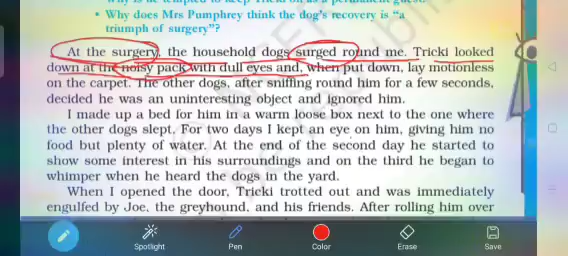 Why does Mrs Pumphrey think the dog's recovery is "a
triumph of surgery"?
At the surgery, the household dogs surged round me. Tricki looked
down at the noisy pack with dull eyes and, when put down, lay motionless
on the carpet. The other dogs, after sniffing round him for a few seconds,
decided he was an uninteresting object and ignored him.
I made up a bed for him in a warm loose box next to the one where
the other dogs slept. For two days I kept an eye on him, giving him no
food but plenty of water. At the end of the second day he started to
show some interest in his surroundings and on the third he began to
whimper when he heard the dogs in the yard.
When I opened the door, Tricki trotted out and was immediately
engulfed by Joe, the greyhound, and his friends. After rolling him over
Spotlight
Pen
Color
Erase
Save